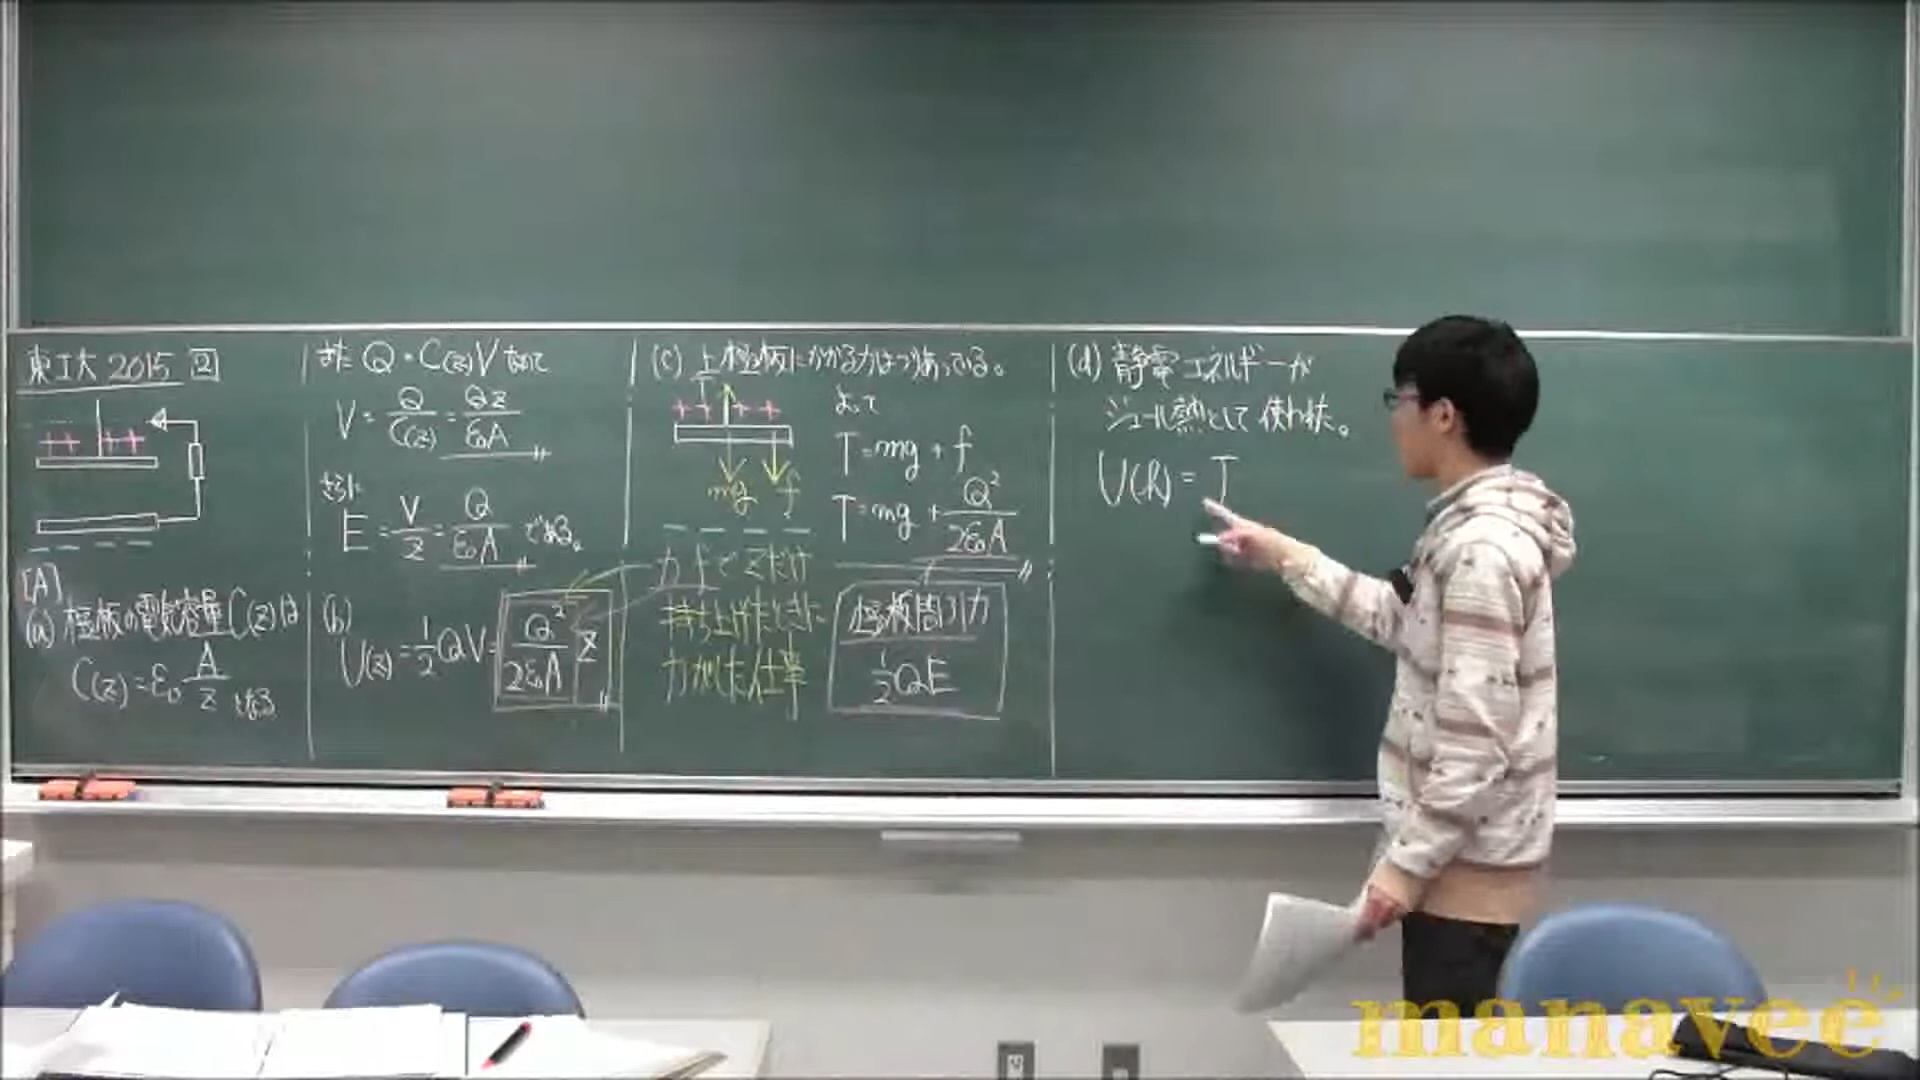 東工大 2015 ②
[A]
(a) 極板の電気容量C(z)は
C(z)=ε₀ A/z となる
また Q=C(z)V なので
V=Q/C(z)=Qz/ε₀A
さらに
E=V/z=Q/ε₀A である。
(b)
U(z)=1/2 QV=Q²/2ε₀A z
(c) 上極板にかかる力はつりあっている。
T
++ ++
mg f
よって
T=mg+f
T=mg+Q²/2ε₀A
力fでzだけ
持ち上げたときに
力がした仕事
極板間引力
1/2 QE
(d) 静電エネルギーが
ジュール熱として使われた。
U(h)=J
manavee